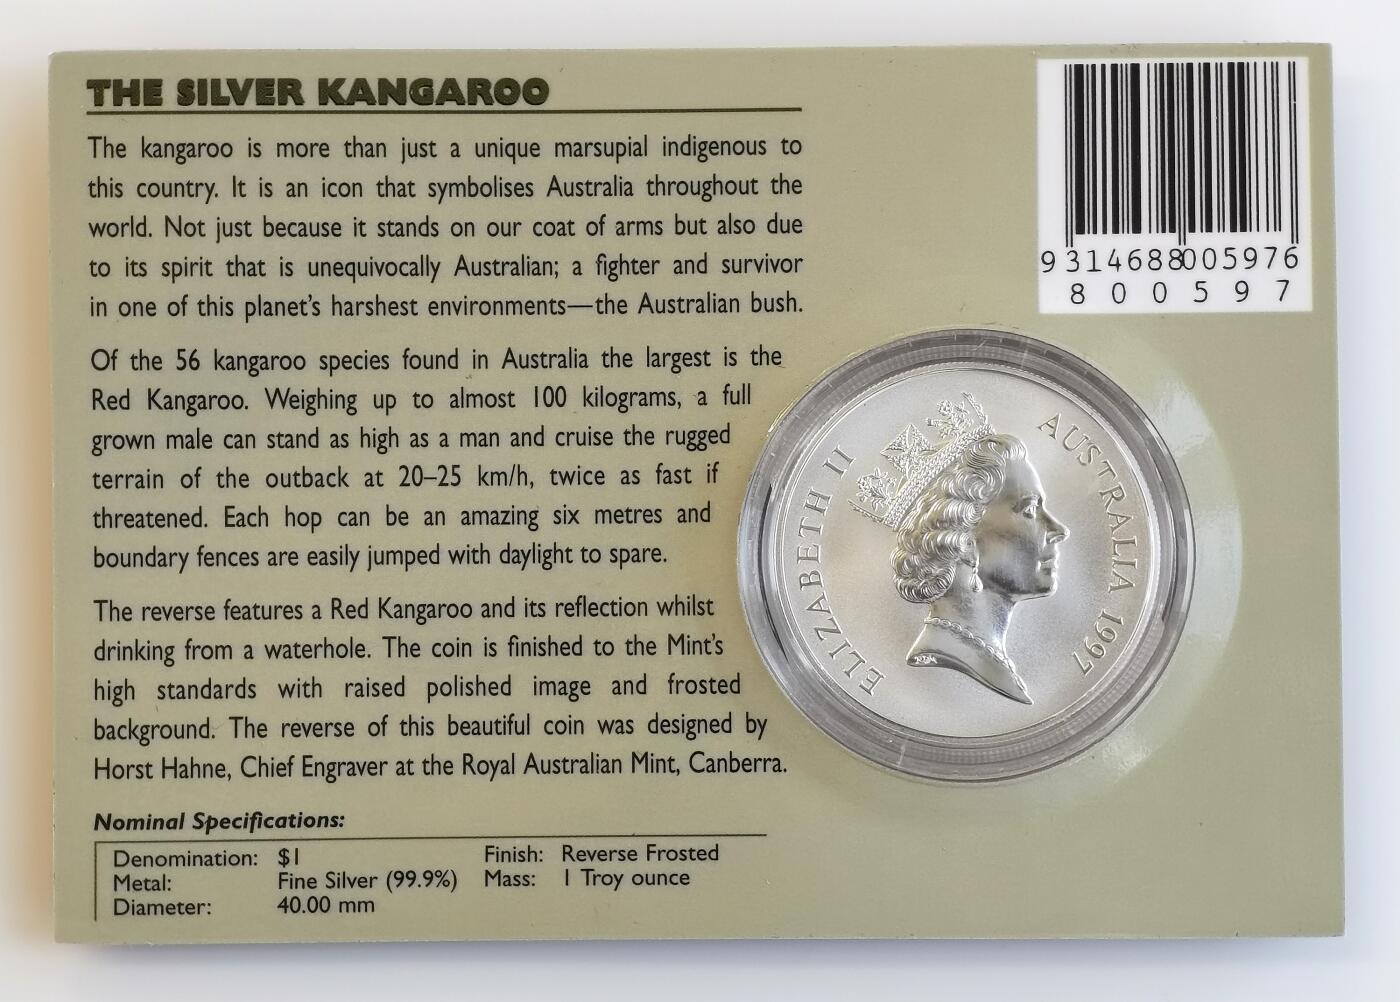 THE SILVER KANGAROO
The kangaroo is more than just a unique marsupial indigenous to
this country. It is an icon that symbolises Australia throughout the
world. Not just because it stands on our coat of arms but also due
to its spirit that is unequivocally Australian; a fighter and survivor
in one of this planet's harshest environments—the Australian bush.
Of the 56 kangaroo species found in Australia the largest is the
Red Kangaroo. Weighing up to almost 100 kilograms, a full
grown male can stand as high as a man and cruise the rugged
terrain of the outback at 20–25 km/h, twice as fast if
threatened. Each hop can be an amazing six metres and
boundary fences are easily jumped with daylight to spare.
The reverse features a Red Kangaroo and its reflection whilst
drinking from a waterhole. The coin is finished to the Mint's
high standards with raised polished image and frosted
background. The reverse of this beautiful coin was designed by
Horst Hahne, Chief Engraver at the Royal Australian Mint, Canberra.
Nominal Specifications:
Denomination: $1 Finish: Reverse Frosted
Metal: Fine Silver (99.9%) Mass: 1 Troy ounce
Diameter: 40.00 mm
9 314688 005976
8 0 0 5 9 7
ELIZABETH II AUSTRALIA 1997